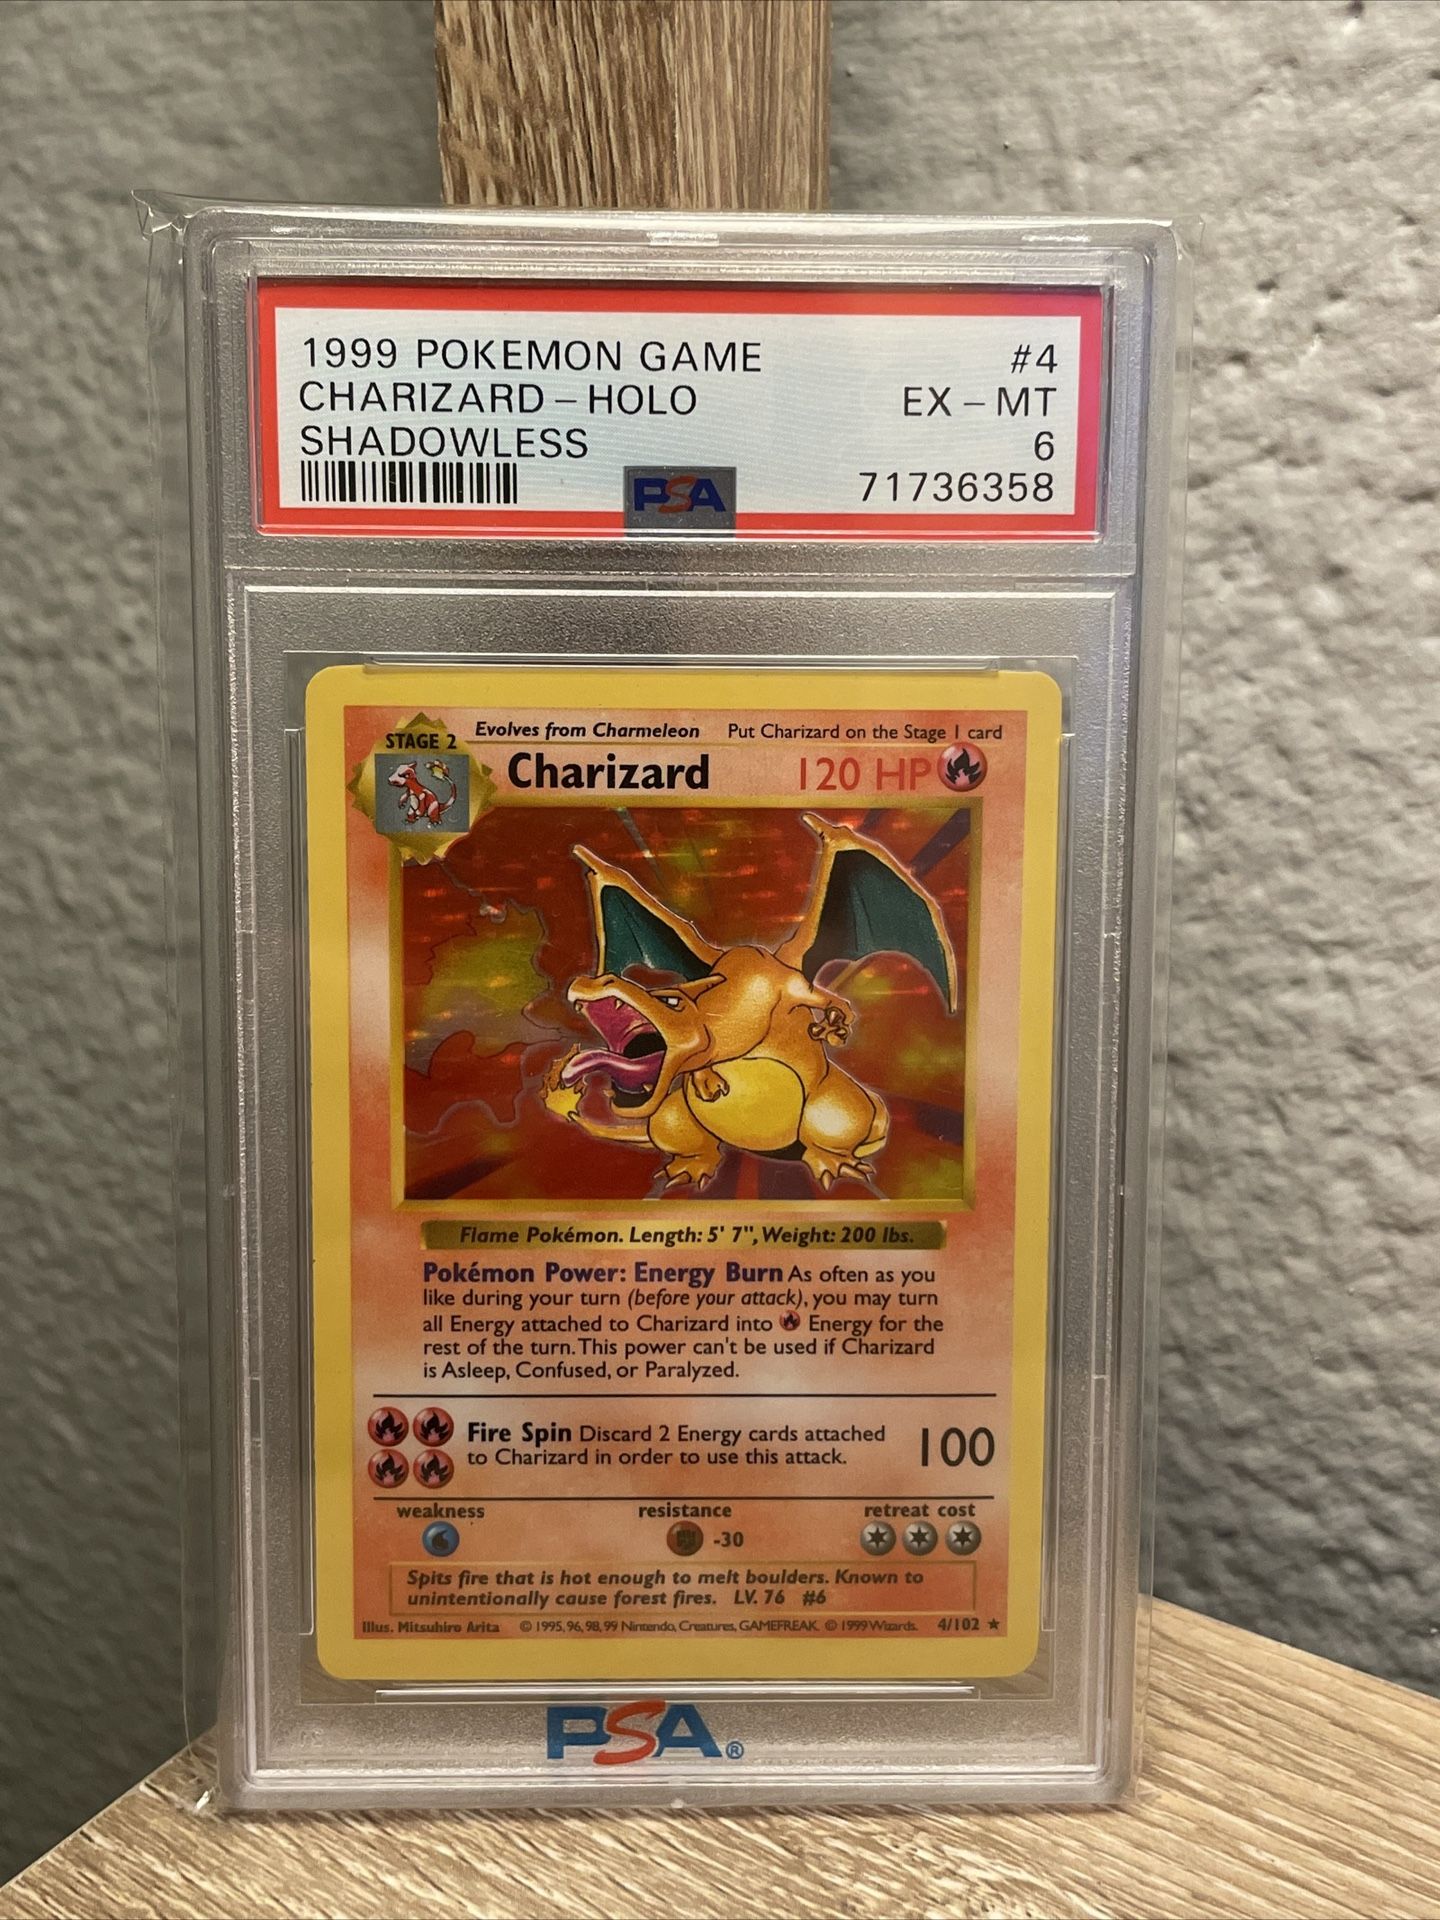 1999 POKEMON GAME #4
CHARIZARD – HOLO EX – MT
SHADOWLESS 6
PSA 71736358
STAGE 2 Evolves from Charmeleon Put Charizard on the Stage 1 card
Charizard 120 HP
Flame Pokémon. Length: 5' 7", Weight: 200 lbs.
Pokémon Power: Energy Burn As often as you
like during your turn (before your attack), you may turn
all Energy attached to Charizard into Energy for the
rest of the turn. This power can't be used if Charizard
is Asleep, Confused, or Paralyzed.
Fire Spin Discard 2 Energy cards attached
to Charizard in order to use this attack.
100
weakness resistance retreat cost
-30
Spits fire that is hot enough to melt boulders. Known to
unintentionally cause forest fires. LV. 76 #6
Illus. Mitsuhiro Arita © 1995, 96, 98, 99 Nintendo, Creatures, GAMEFREAK. © 1999 Wizards. 4/102 ★
PSA®